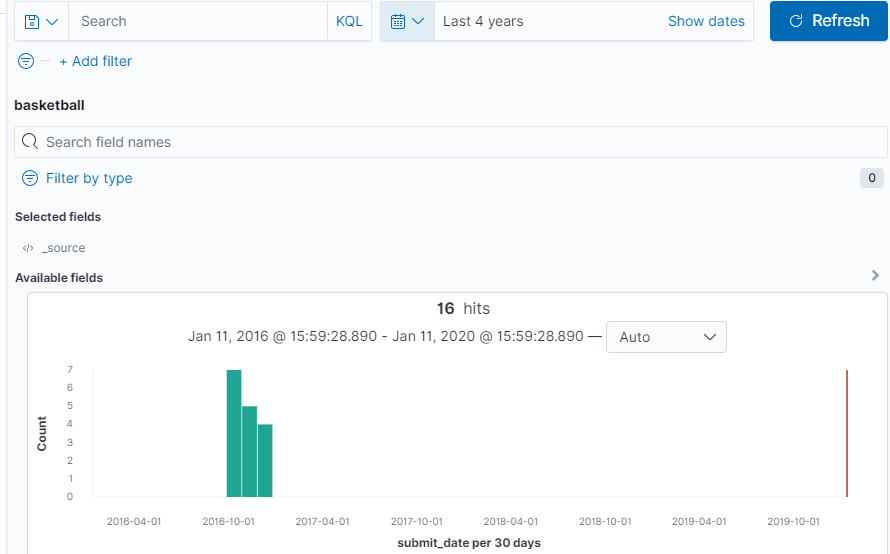 Search KQL Last 4 years Show dates Refresh
+ Add filter
basketball
Search field names
Filter by type 0
Selected fields
</> _source
Available fields
16 hits
Jan 11, 2016 @ 15:59:28.890 - Jan 11, 2020 @ 15:59:28.890 — Auto
7
6
5
4
3
2
1
0
Count
2016-04-01 2016-10-01 2017-04-01 2017-10-01 2018-04-01 2018-10-01 2019-04-01 2019-10-01
submit_date per 30 days